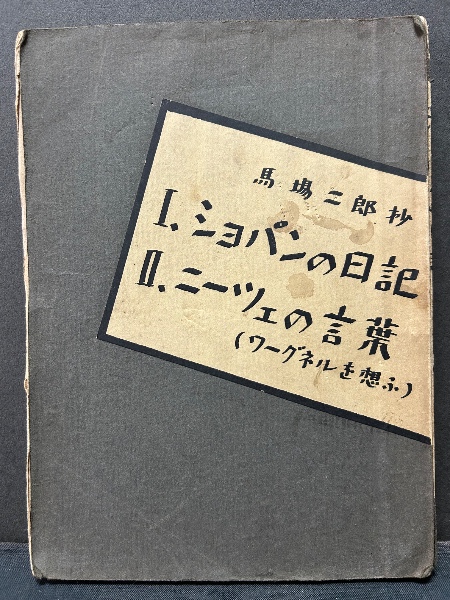 馬場二郎抄
I、ショパンの日記
II、ニーツェの言葉
(ワーグネルを想ふ)